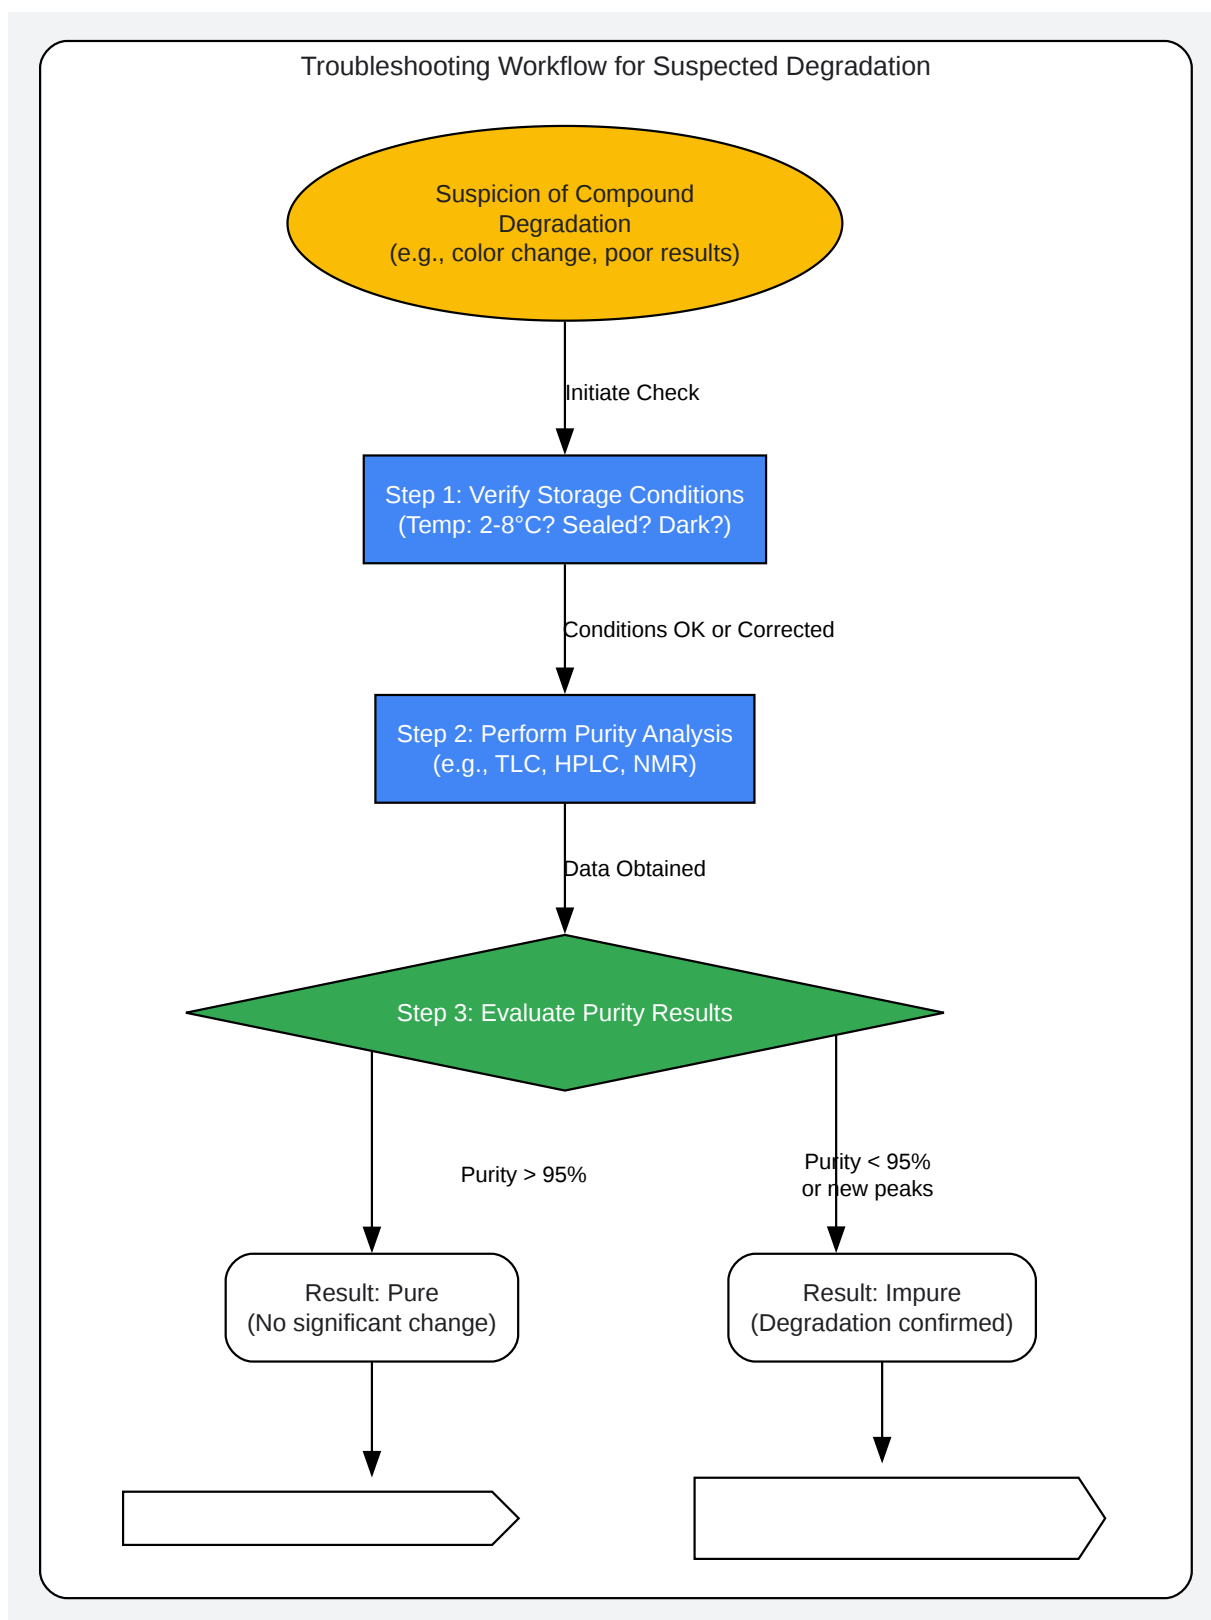 Troubleshooting Workflow for Suspected Degradation
Suspicion of Compound
Degradation
(e.g., color change, poor results)
Initiate Check
Step 1: Verify Storage Conditions
(Temp: 2-8°C? Sealed? Dark?)
Conditions OK or Corrected
Step 2: Perform Purity Analysis
(e.g., TLC, HPLC, NMR)
Data Obtained
Step 3: Evaluate Purity Results
Purity > 95%
Purity < 95%
or new peaks
Result: Pure
(No significant change)
Result: Impure
(Degradation confirmed)